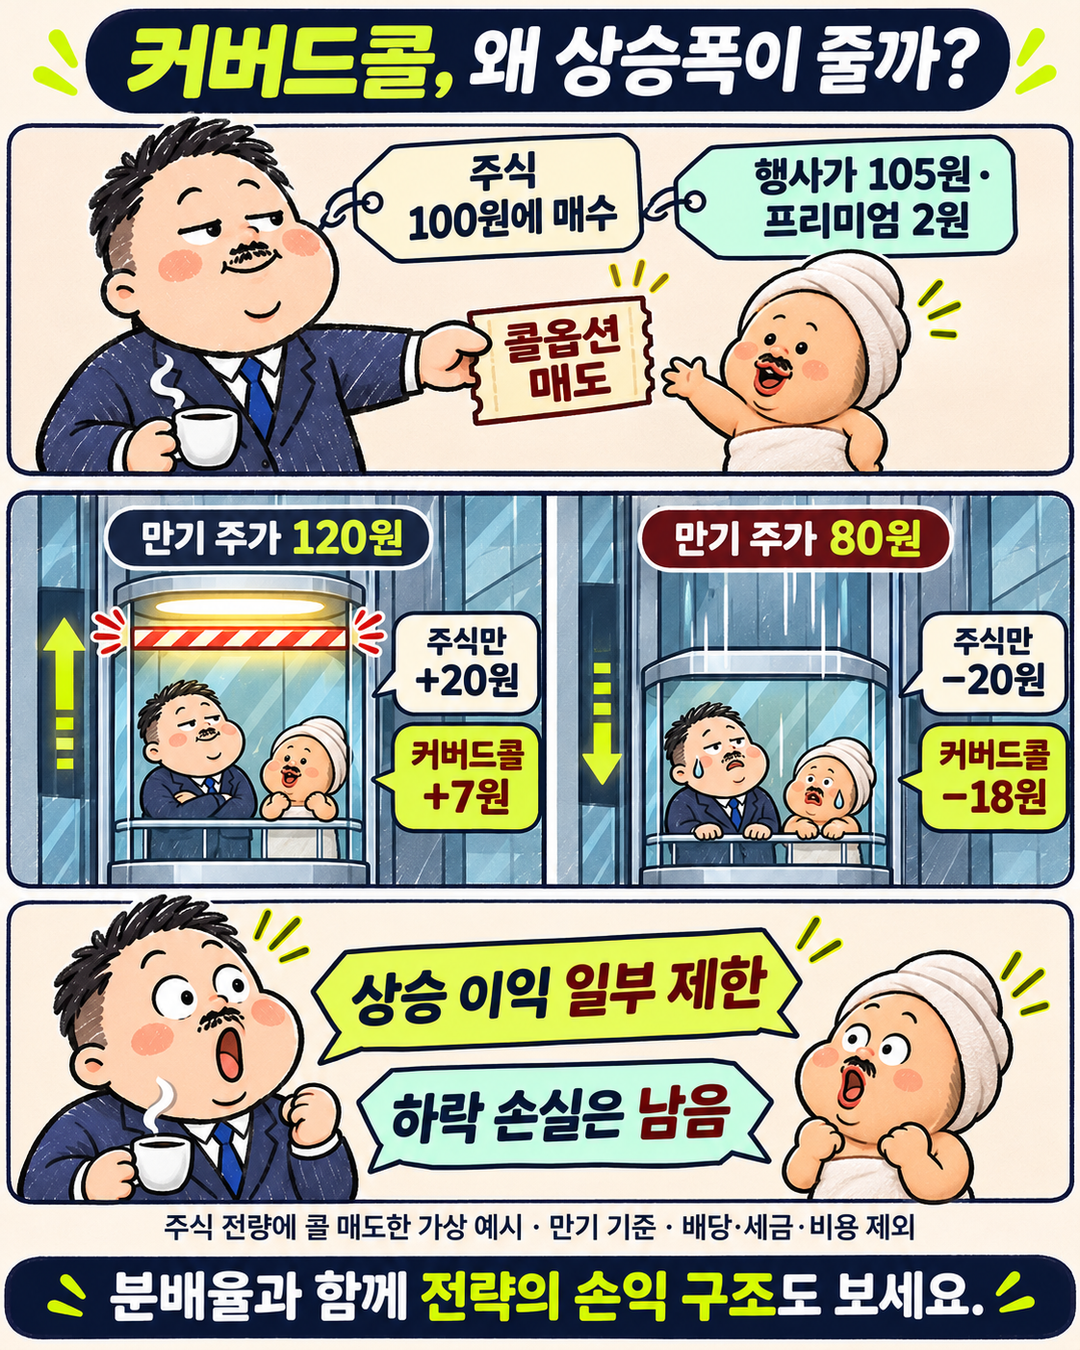 커버드콜, 왜 상승폭이 줄까?
주식
100원에 매수
행사가 105원·
프리미엄 2원
콜옵션
매도
만기 주가 120원
주식만
+20원
커버드콜
+7원
만기 주가 80원
주식만
−20원
커버드콜
−18원
상승 이익 일부 제한
하락 손실은 남음
주식 전량에 콜 매도한 가상 예시 · 만기 기준 · 배당·세금·비용 제외
분배율과 함께 전략의 손익 구조도 보세요.